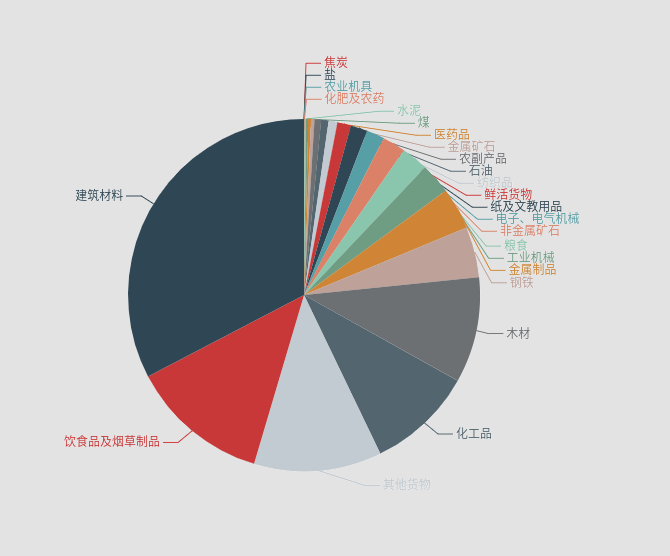 焦炭
盐
农业机具
化肥及农药
水泥
煤
医药品
金属矿石
农副产品
石油
纺织品
鲜活货物
建筑材料
纸及文教用品
电子、电气机械
非金属矿石
粮食
工业机械
金属制品
钢铁
木材
化工品
饮食品及烟草制品
其他货物